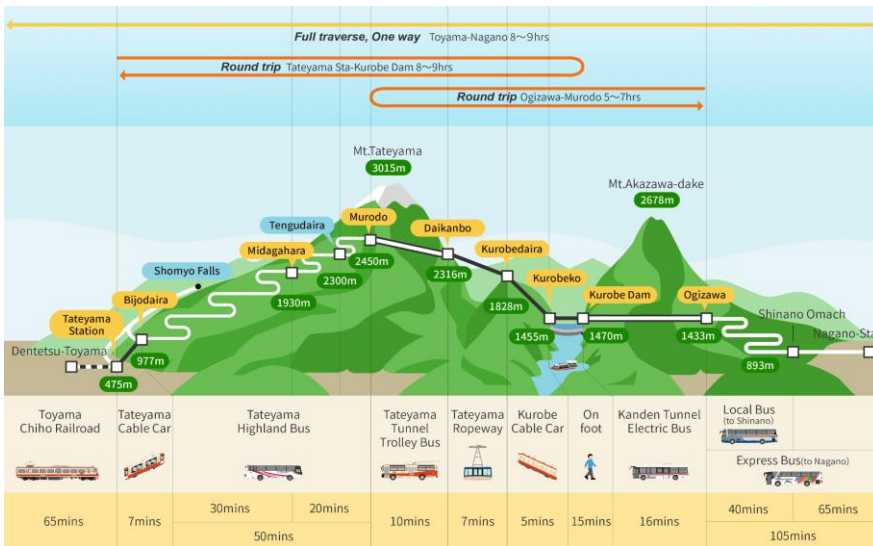 Full traverse, One way Toyama-Nagano 8～9hrs
Round trip Tateyama Sta-Kurobe Dam 8～9hrs
Round trip Ogizawa-Murodo 5～7hrs
Mt.Tateyama
3015m
Mt.Akazawa-dake
2678m
Tengudaira
Murodo
Daikanbo
Midagahara
2450m
Kurobedaira
Shomyo Falls
2300m
2316m
Bijodaira
1930m
1828m
Kurobeko
Kurobe Dam
Ogizawa
Tateyama
Station
Shinano Omach
1455m
1470m
1433m
Nagano-Sta
Dentetsu-Toyama
977m
893m
475m
Toyama
Chiho Railroad
Tateyama
Cable Car
Tateyama
Highland Bus
Tateyama
Tunnel
Trolley Bus
Tateyama
Ropeway
Kurobe
Cable Car
On
foot
Kanden Tunnel
Electric Bus
Local Bus
(to Shinano)
Express Bus(to Nagano)
65mins
7mins
30mins
20mins
50mins
10mins
7mins
5mins
15mins
16mins
40mins
65mins
105mins